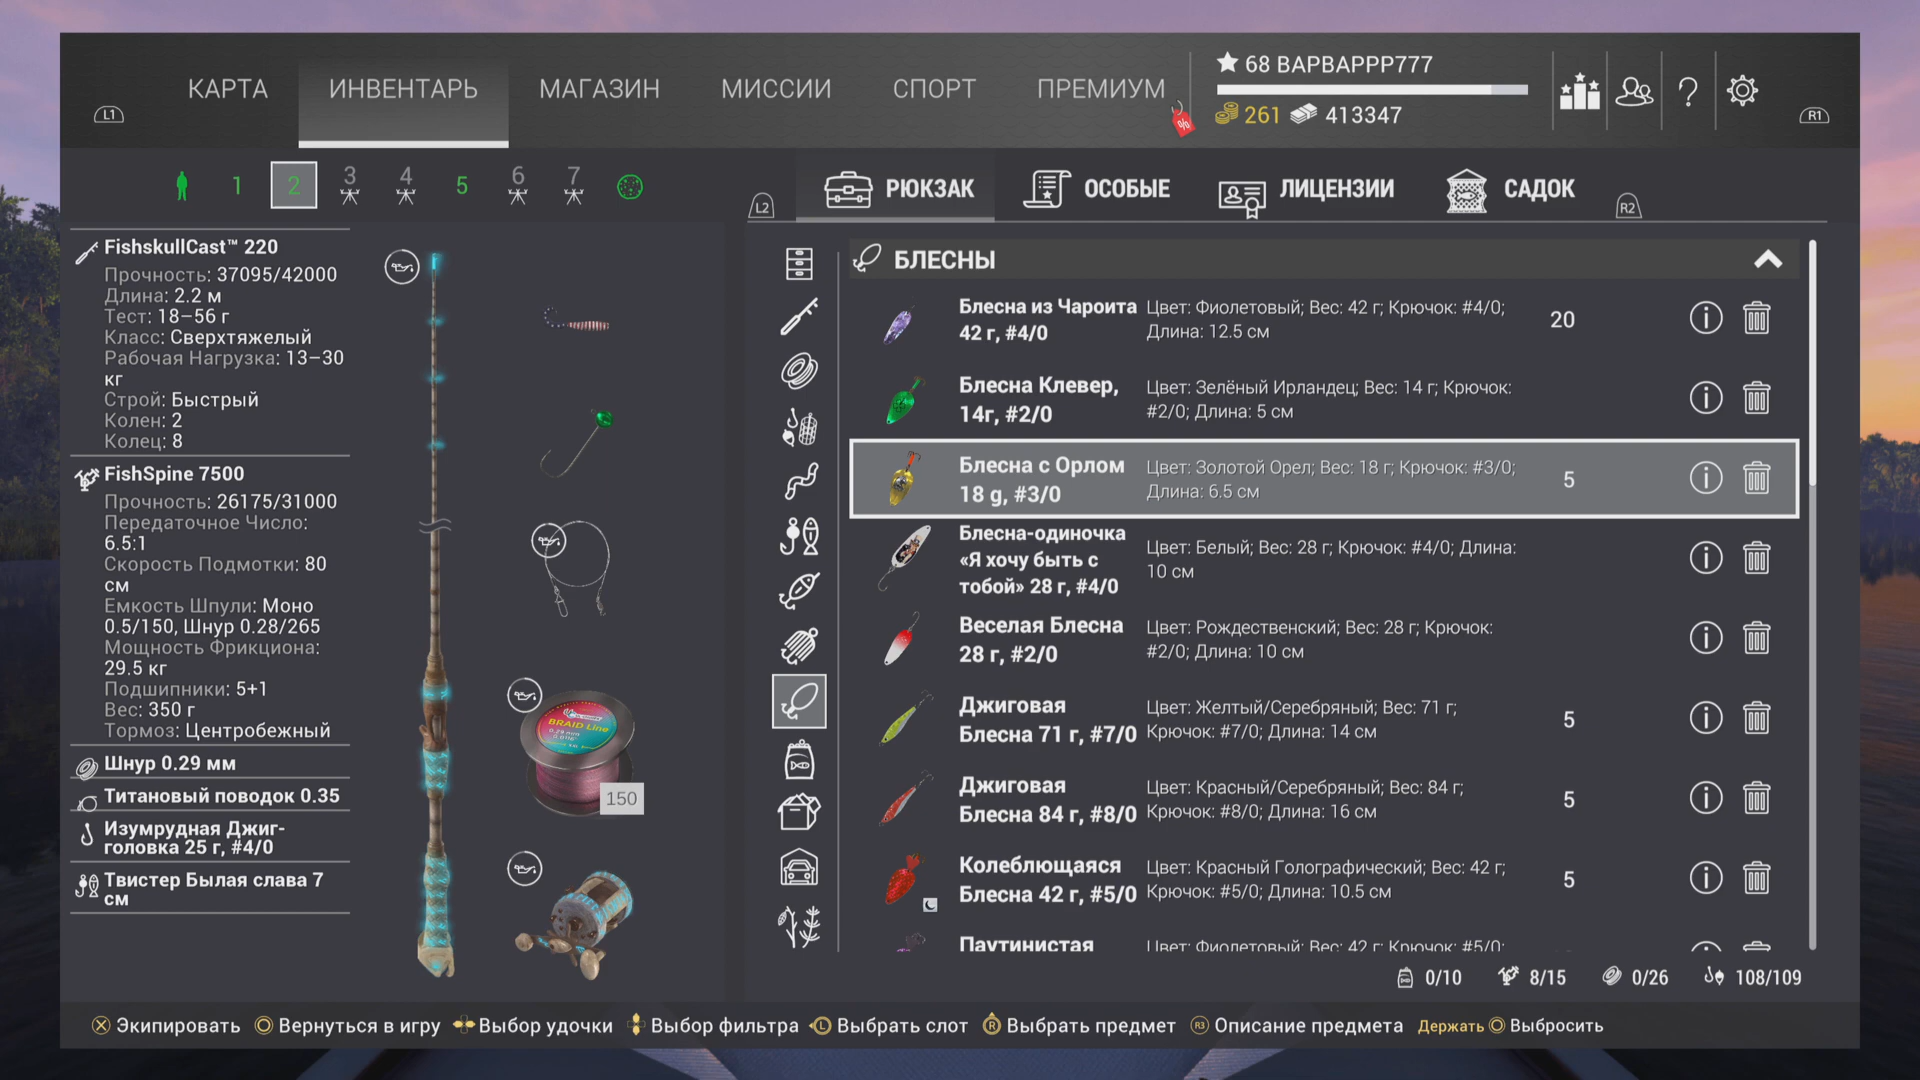 L1
КАРТА
ИНВЕНТАРЬ
МАГАЗИН
МИССИИ
СПОРТ
ПРЕМИУМ
%
68 ВАРВАРРР777
261
413347
?
R1
1
2
3
4
5
6
7
L2
РЮКЗАК
ОСОБЫЕ
ЛИЦЕНЗИИ
САДОК
R2
FishskullCast™ 220
Прочность: 37095/42000
Длина: 2.2 м
Тест: 18–56 г
Класс: Сверхтяжелый
Рабочая Нагрузка: 13–30
кг
Строй: Быстрый
Колен: 2
Колец: 8
FishSpine 7500
Прочность: 26175/31000
Передаточное Число:
6.5:1
Скорость Подмотки: 80
см
Емкость Шпули: Моно
0.5/150, Шнур 0.28/265
Мощность Фрикциона:
29.5 кг
Подшипники: 5+1
Вес: 350 г
Тормоз: Центробежный
Шнур 0.29 мм
Титановый поводок 0.35
Изумрудная Джиг-
головка 25 г, #4/0
Твистер Былая слава 7
см
BRAID Line
0.29 mm
150
БЛЕСНЫ
Блесна из Чароита
42 г, #4/0
Цвет: Фиолетовый; Вес: 42 г; Крючок: #4/0;
Длина: 12.5 см
20
Блесна Клевер,
14г, #2/0
Цвет: Зелёный Ирландец; Вес: 14 г; Крючок:
#2/0; Длина: 5 см
Блесна с Орлом
18 g, #3/0
Цвет: Золотой Орел; Вес: 18 г; Крючок: #3/0;
Длина: 6.5 см
5
Блесна-одиночка
«Я хочу быть с
тобой» 28 г, #4/0
Цвет: Белый; Вес: 28 г; Крючок: #4/0; Длина:
10 см
Веселая Блесна
28 г, #2/0
Цвет: Рождественский; Вес: 28 г; Крючок:
#2/0; Длина: 10 см
Джиговая
Блесна 71 г, #7/0
Цвет: Желтый/Серебряный; Вес: 71 г;
Крючок: #7/0; Длина: 14 см
5
Джиговая
Блесна 84 г, #8/0
Цвет: Красный/Серебряный; Вес: 84 г;
Крючок: #8/0; Длина: 16 см
5
Колеблющаяся
Блесна 42 г, #5/0
Цвет: Красный Голографический; Вес: 42 г;
Крючок: #5/0; Длина: 10.5 см
5
Паутинистая
Цвет: Фиолетовый; Вес: 42 г; Крючок: #5/0;
0/10
8/15
0/26
108/109
Экипировать
Вернуться в игру
Выбор удочки
Выбор фильтра
L Выбрать слот
R Выбрать предмет
R3 Описание предмета
Держать
Выбросить